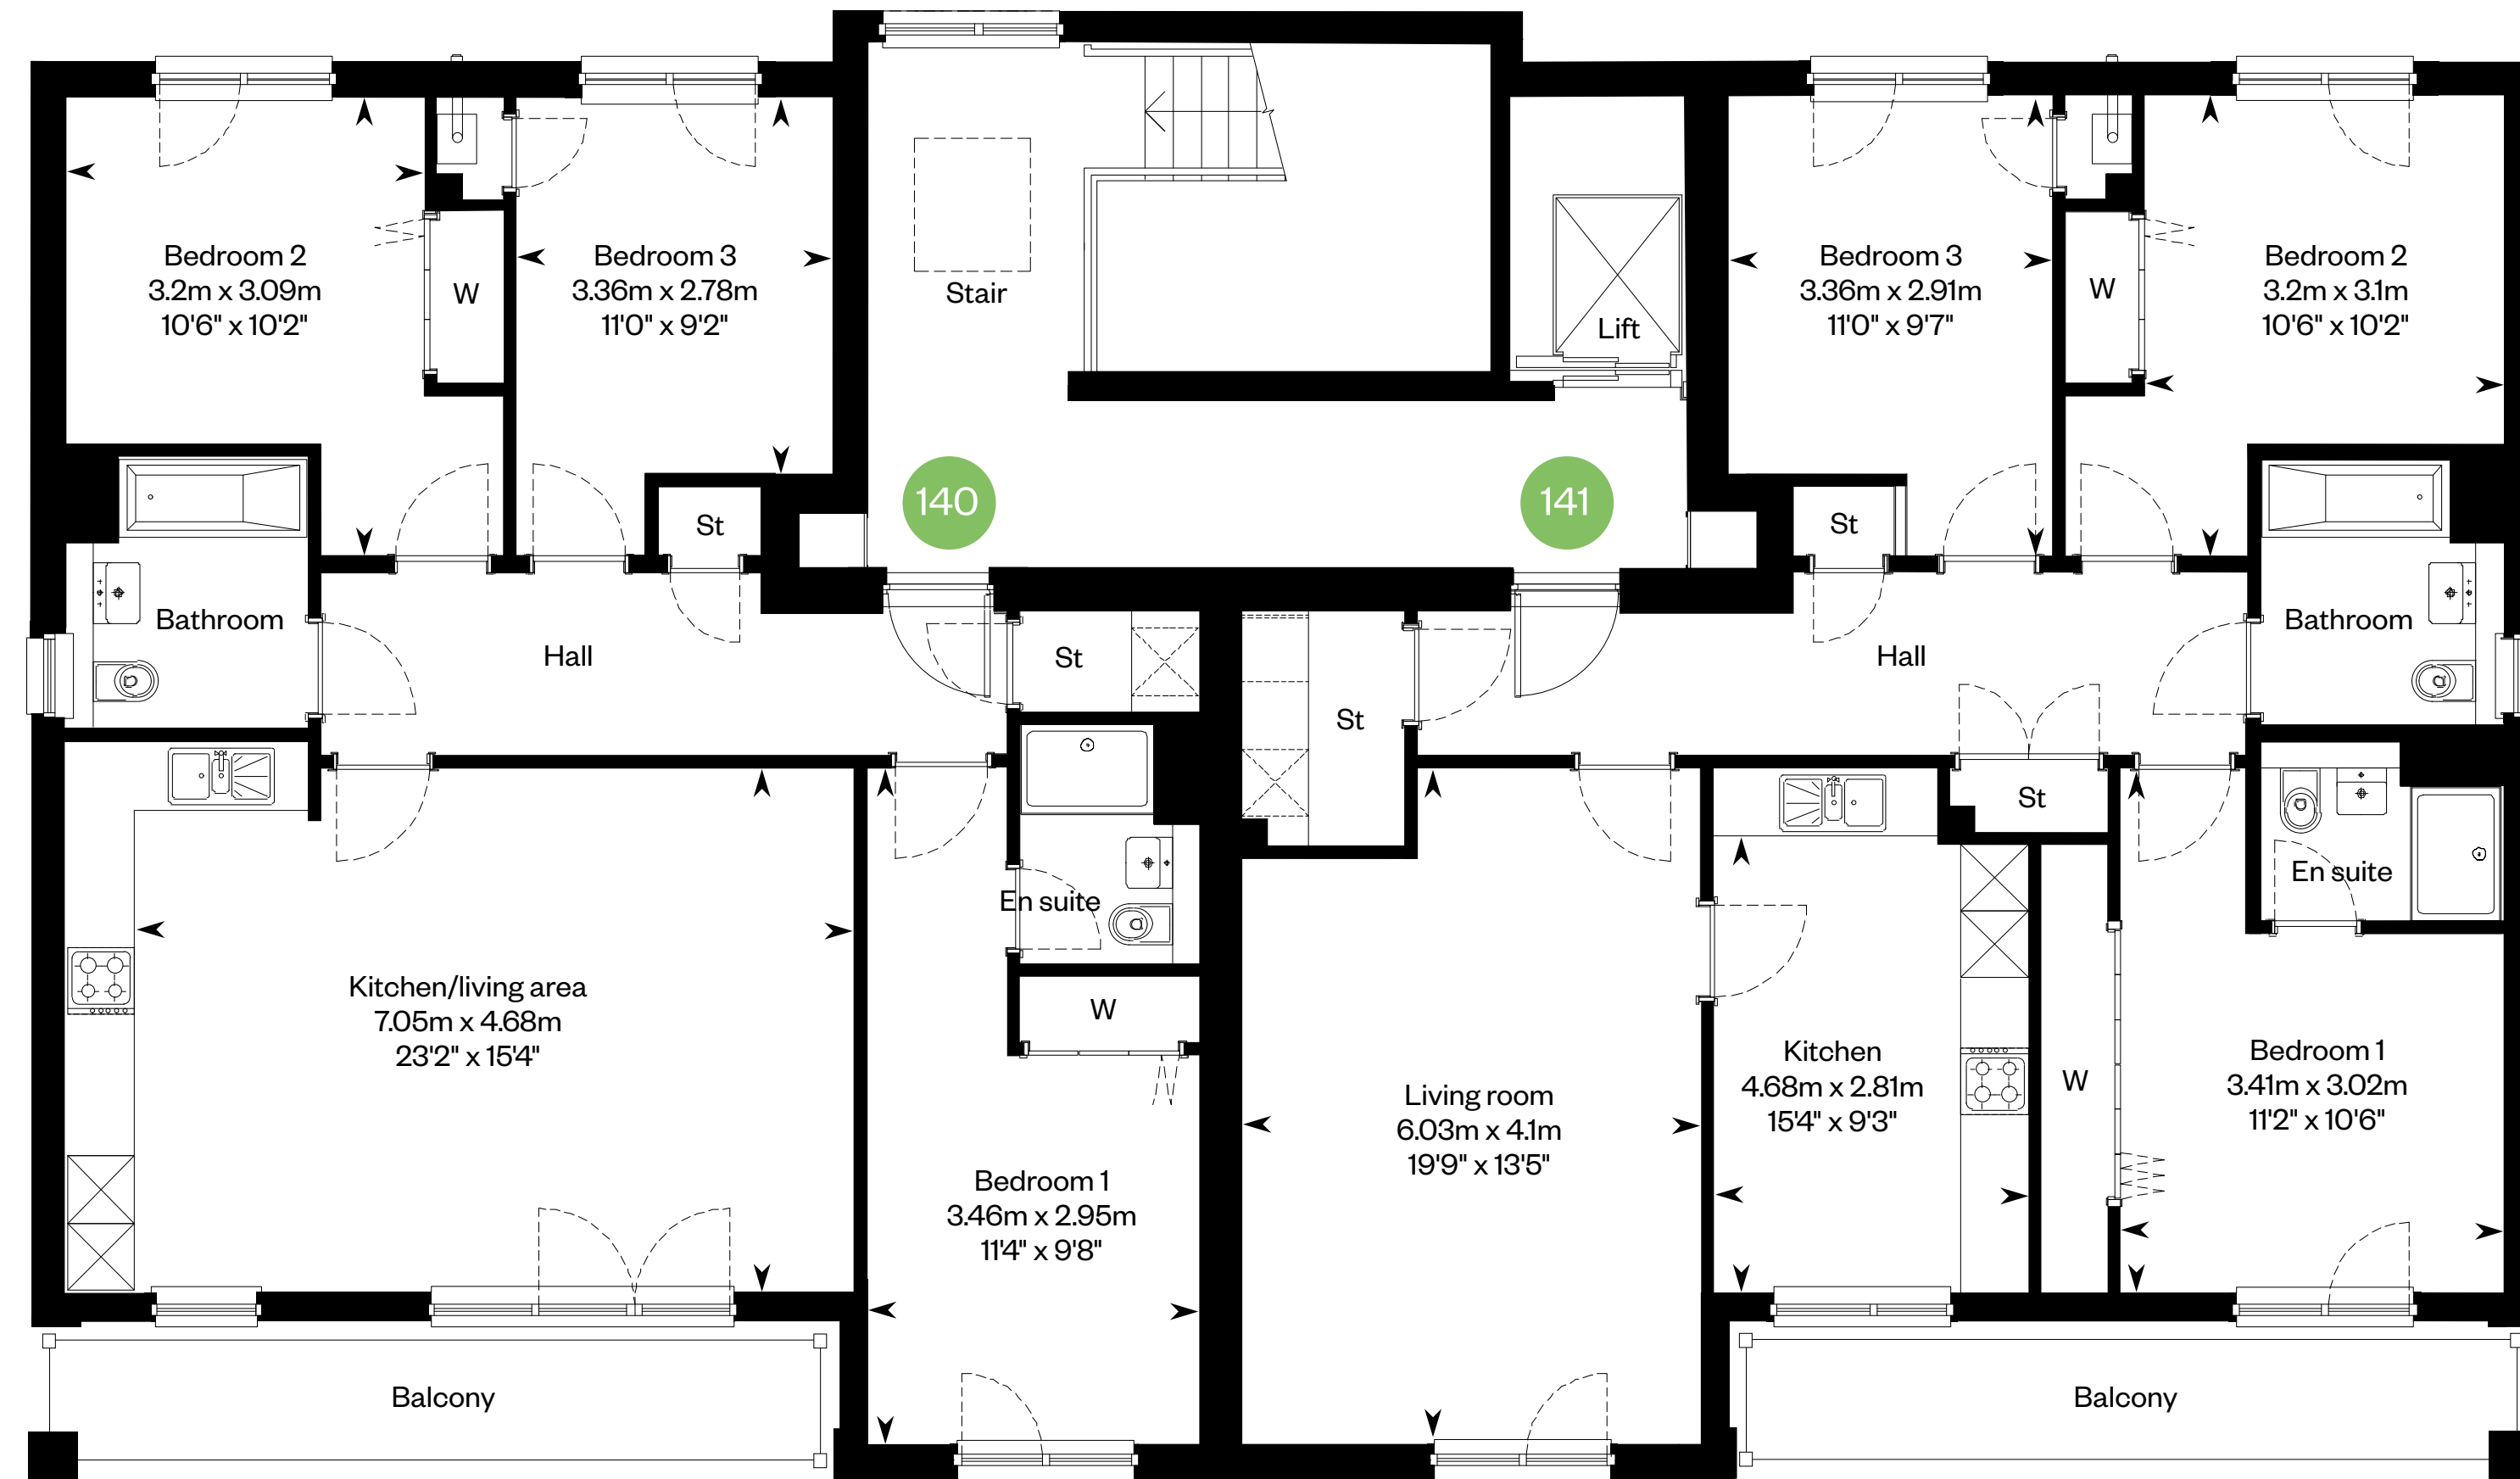 Bedroom 2
3.2m x 3.09m
10'6" x 10'2"
W
Bedroom 3
3.36m x 2.78m
11'0" x 9'2"
Stair
Lift
Bedroom 3
3.36m x 2.91m
11'0" x 9'7"
W
Bedroom 2
3.2m x 3.1m
10'6" x 10'2"
140
141
St
St
Bathroom
Hall
St
St
Hall
Bathroom
St
En suite
En suite
Kitchen/living area
7.05m x 4.68m
23'2" x 15'4"
W
Bedroom 1
3.46m x 2.95m
11'4" x 9'8"
Living room
6.03m x 4.1m
19'9" x 13'5"
Kitchen
4.68m x 2.81m
15'4" x 9'3"
W
Bedroom 1
3.41m x 3.02m
11'2" x 10'6"
Balcony
Balcony